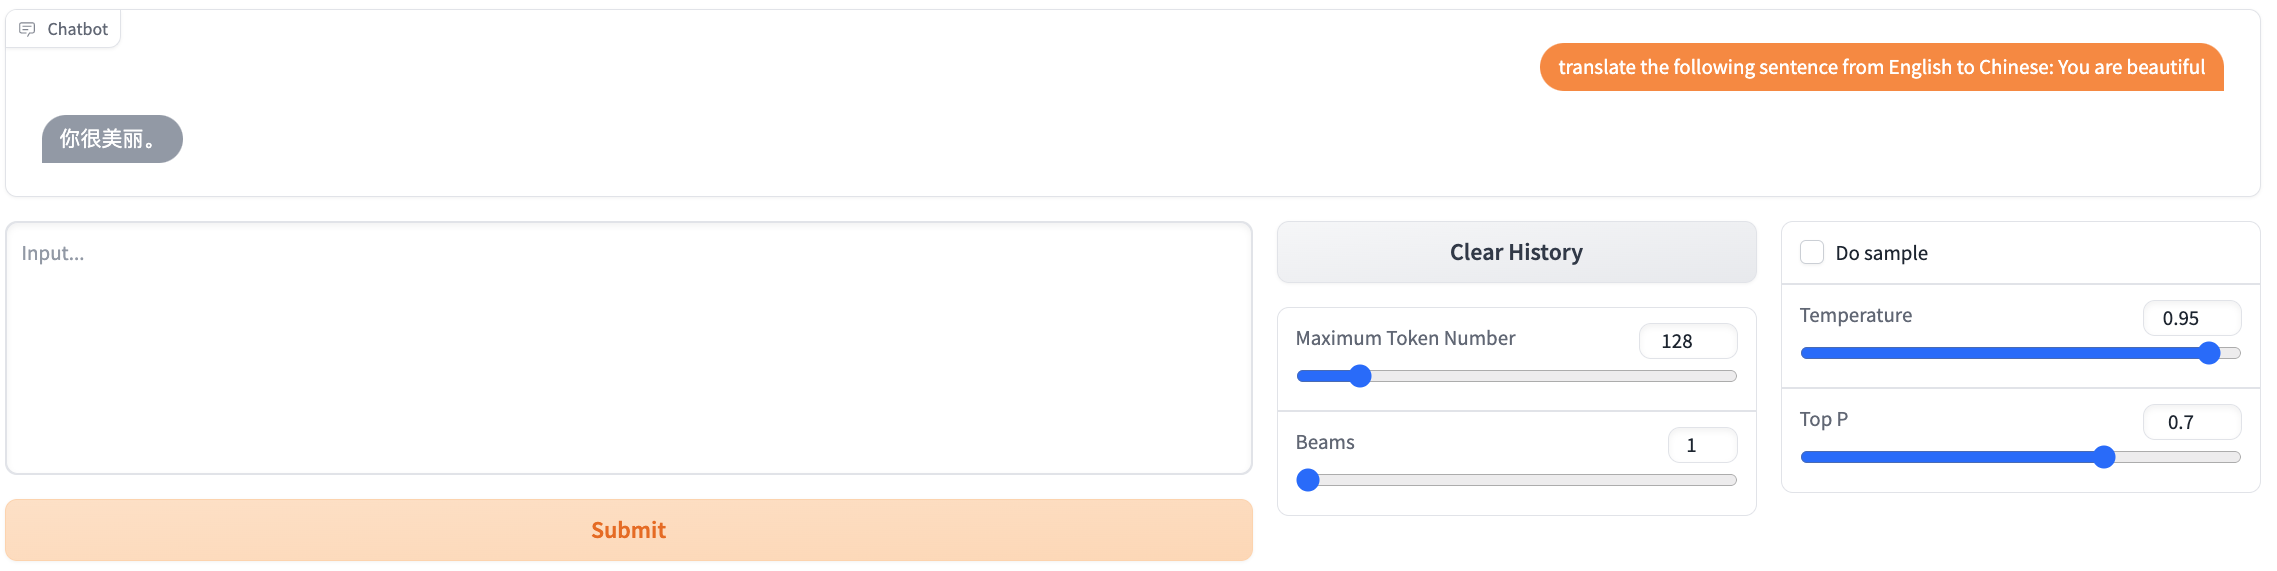 Chatbot
translate the following sentence from English to Chinese: You are beautiful
你很美丽。
Input...
Submit
Clear History
Maximum Token Number
128
Beams
1
Do sample
Temperature
0.95
Top P
0.7